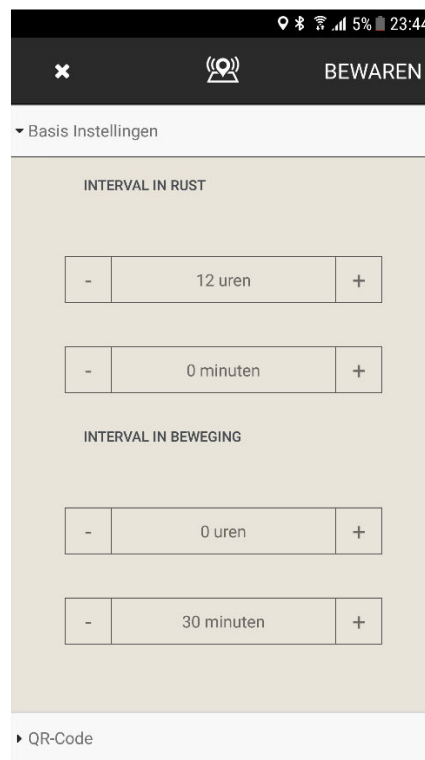 5% 23:44
BEWAREN
Basis Instellingen
INTERVAL IN RUST
- 12 uren +
- 0 minuten +
INTERVAL IN BEWEGING
- 0 uren +
- 30 minuten +
QR-Code